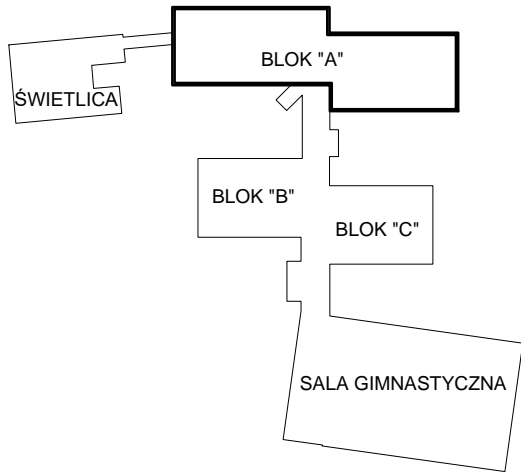 BLOK "A"
ŚWIETLICA
BLOK "B"
BLOK "C"
SALA GIMNASTYCZNA